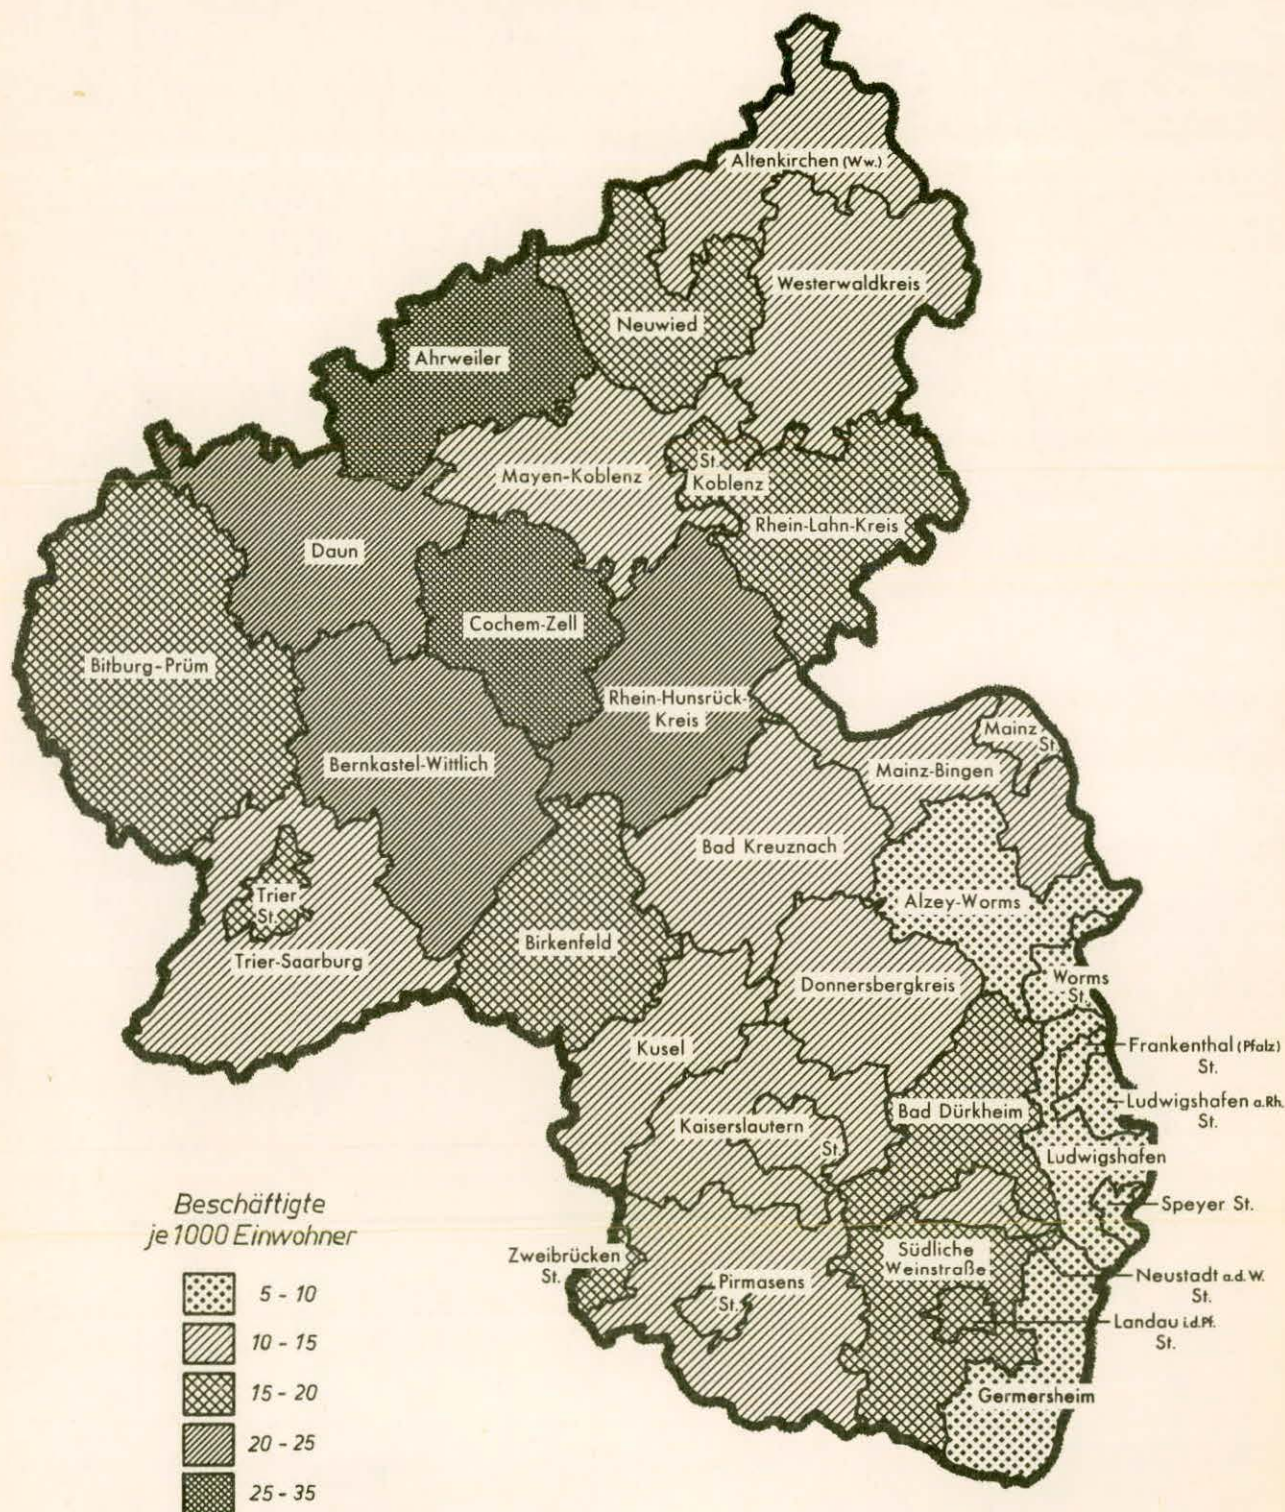 Altenkirchen (Ww.)
Westerwaldkreis
Neuwied
Ahrweiler
Mayen-Koblenz
St.
Koblenz
Rhein-Lahn-Kreis
Daun
Cochem-Zell
Bitburg-Prüm
Rhein-Hunsrück-
Kreis
Mainz
St.
Bernkastel-Wittlich
Mainz-Bingen
Bad Kreuznach
Trier
St.
Alzey-Worms
Birkenfeld
Trier-Saarburg
Donnersbergkreis
Worms
St.
Kusel
Frankenthal (Pfalz)
St.
Bad Dürkheim
Ludwigshafen a.Rh.
St.
Kaiserslautern
St.
Ludwigshafen
Speyer St.
Zweibrücken
St.
Südliche
Weinstraße
Pirmasens
St.
Neustadt a.d.W.
St.
Landau i.d.Pf.
St.
Germersheim
Beschäftigte
je 1000 Einwohner
5 - 10
10 - 15
15 - 20
20 - 25
25 - 35